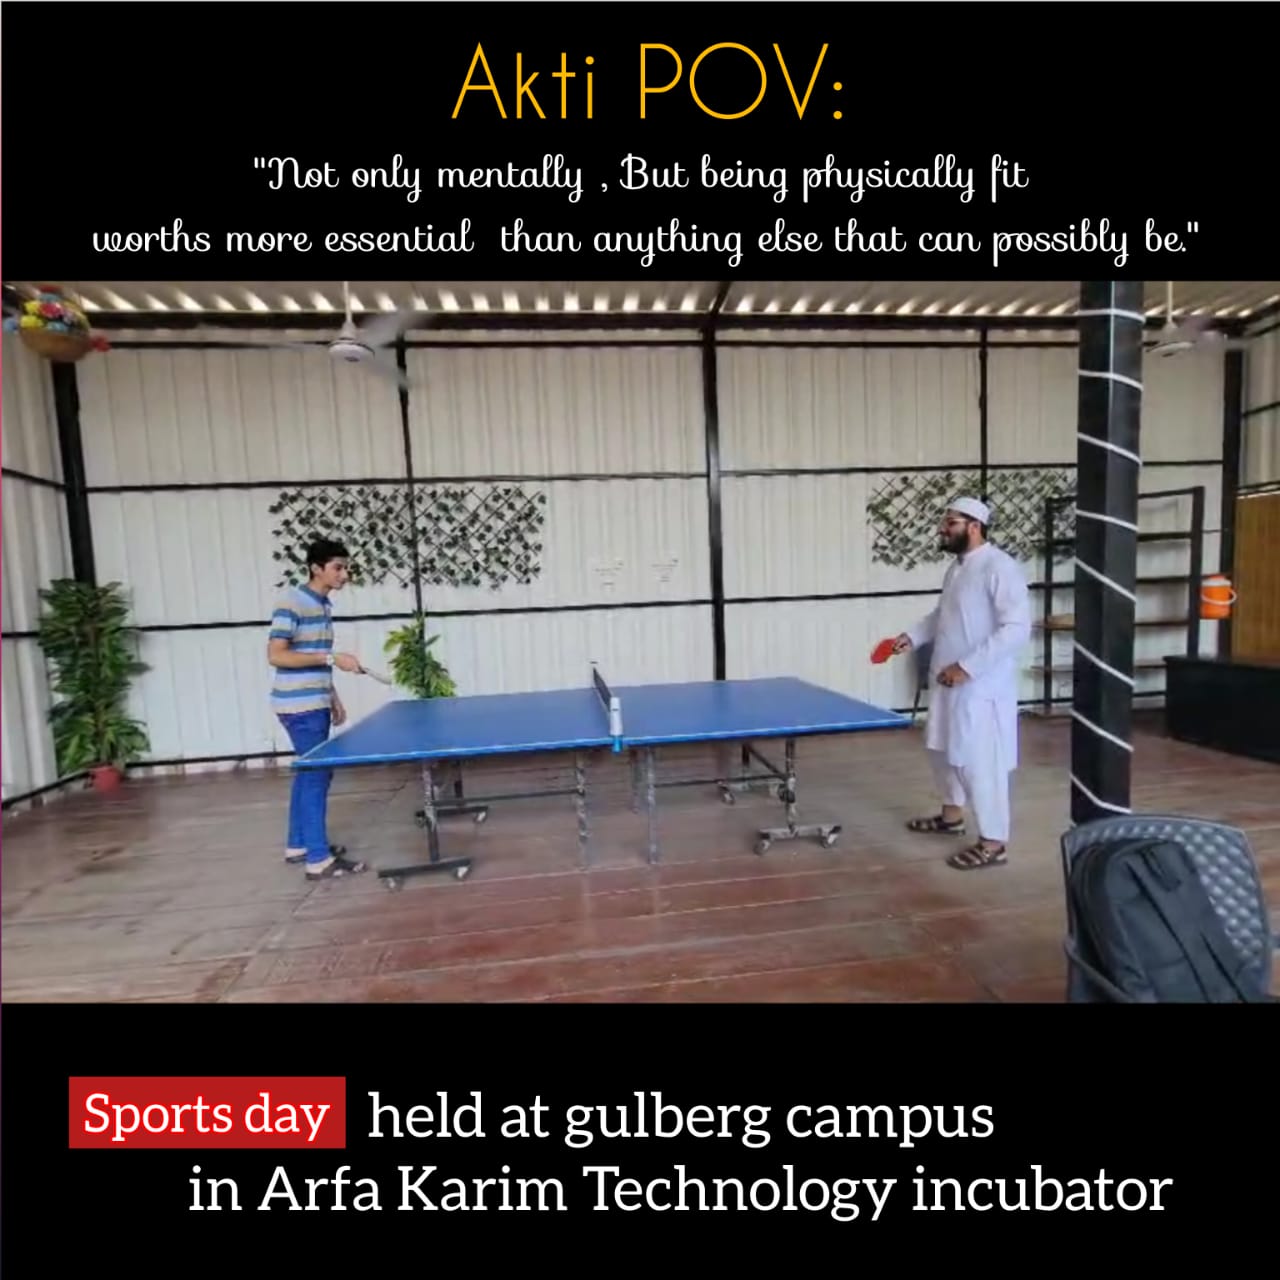 Akti POV:
"Not only mentally , But being physically fit
worths more essential than anything else that can possibly be."
Sports day held at gulberg campus
in Arfa Karim Technology incubator